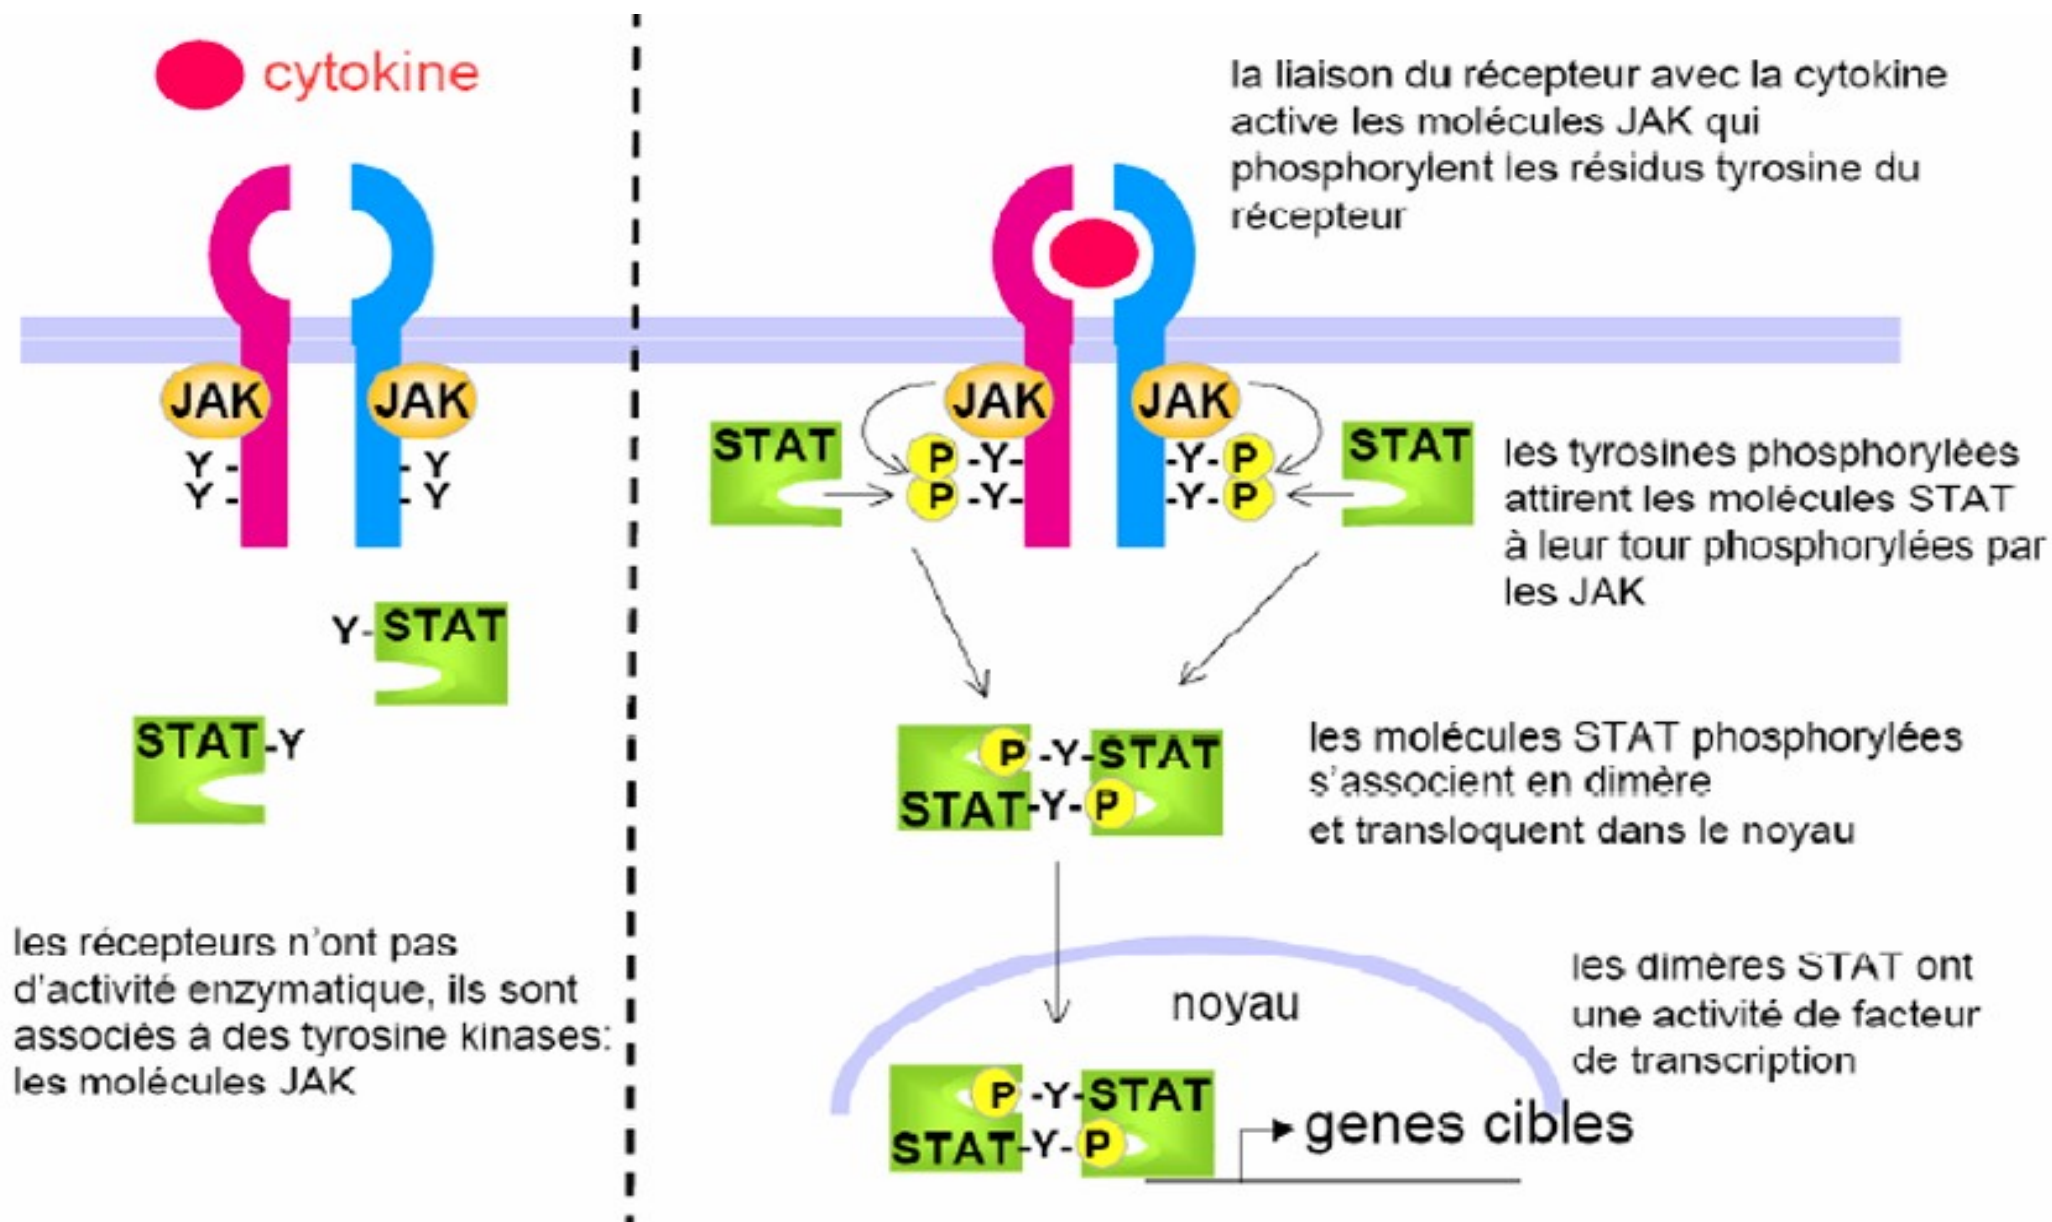 cytokine
JAK
JAK
Y -
Y -
- Y
- Y
Y-STAT
STAT-Y
les récepteurs n'ont pas
d'activité enzymatique, ils sont
associés à des tyrosine kinases:
les molécules JAK
la liaison du récepteur avec la cytokine
active les molécules JAK qui
phosphorylent les résidus tyrosine du
récepteur
JAK
JAK
STAT
P -Y-
P -Y-
-Y- P
-Y- P
STAT
les tyrosines phosphorylées
attirent les molécules STAT
à leur tour phosphorylées par
les JAK
P -Y-STAT
STAT-Y-P
les molécules STAT phosphorylées
s'associent en dimère
et transloquent dans le noyau
noyau
les dimères STAT ont
une activité de facteur
de transcription
P -Y-STAT
STAT-Y-P
genes cibles